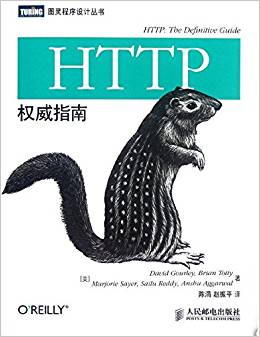 TURING 图灵程序设计丛书
HTTP: The Definitive Guide
HTTP
权威指南
[美] David Gourley, Brian Totty
Marjorie Sayer, Sailu Reddy, Anshu Aggarwal 著
陈涓 赵振平 译
O'REILLY®
人民邮电出版社
POSTS & TELECOM PRESS